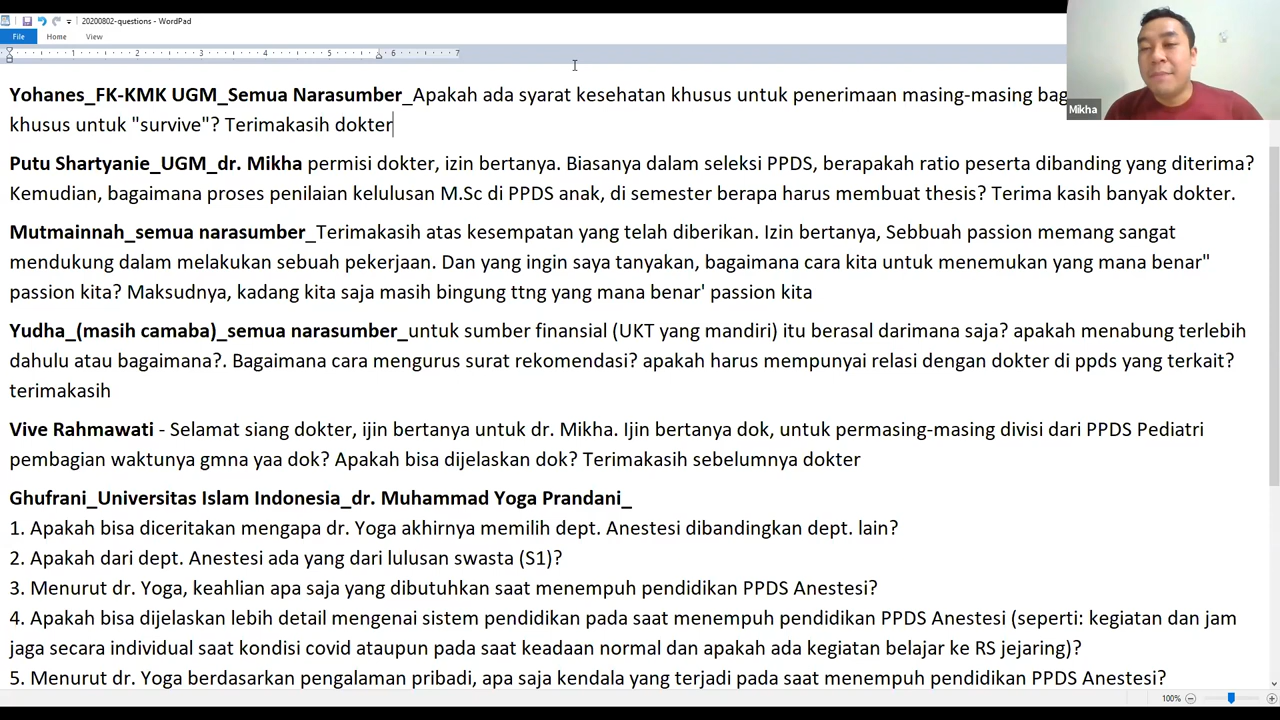 20200802-questions - WordPad
File Home View
1 2 3 4 5 6 7
Yohanes_FK-KMK UGM_Semua Narasumber_Apakah ada syarat kesehatan khusus untuk penerimaan masing-masing
khusus untuk "survive"? Terimakasih dokter
Mikha
Putu Shartyanie_UGM_dr. Mikha permisi dokter, izin bertanya. Biasanya dalam seleksi PPDS, berapakah ratio peserta dibanding yang diterima?
Kemudian, bagaimana proses penilaian kelulusan M.Sc di PPDS anak, di semester berapa harus membuat thesis? Terima kasih banyak dokter.
Mutmainnah_semua narasumber_Terimakasih atas kesempatan yang telah diberikan. Izin bertanya, Sebbuah passion memang sangat
mendukung dalam melakukan sebuah pekerjaan. Dan yang ingin saya tanyakan, bagaimana cara kita untuk menemukan yang mana benar"
passion kita? Maksudnya, kadang kita saja masih bingung ttng yang mana benar' passion kita
Yudha_(masih camaba)_semua narasumber_untuk sumber finansial (UKT yang mandiri) itu berasal darimana saja? apakah menabung terlebih
dahulu atau bagaimana?. Bagaimana cara mengurus surat rekomendasi? apakah harus mempunyai relasi dengan dokter di ppds yang terkait?
terimakasih
Vive Rahmawati - Selamat siang dokter, ijin bertanya untuk dr. Mikha. Ijin bertanya dok, untuk permasing-masing divisi dari PPDS Pediatri
pembagian waktunya gmna yaa dok? Apakah bisa dijelaskan dok? Terimakasih sebelumnya dokter
Ghufrani_Universitas Islam Indonesia_dr. Muhammad Yoga Prandani_
1. Apakah bisa diceritakan mengapa dr. Yoga akhirnya memilih dept. Anestesi dibandingkan dept. lain?
2. Apakah dari dept. Anestesi ada yang dari lulusan swasta (S1)?
3. Menurut dr. Yoga, keahlian apa saja yang dibutuhkan saat menempuh pendidikan PPDS Anestesi?
4. Apakah bisa dijelaskan lebih detail mengenai sistem pendidikan pada saat menempuh pendidikan PPDS Anestesi (seperti: kegiatan dan jam
jaga secara individual saat kondisi covid ataupun pada saat keadaan normal dan apakah ada kegiatan belajar ke RS jejaring)?
5. Menurut dr. Yoga berdasarkan pengalaman pribadi, apa saja kendala yang terjadi pada saat menempuh pendidikan PPDS Anestesi?
100%